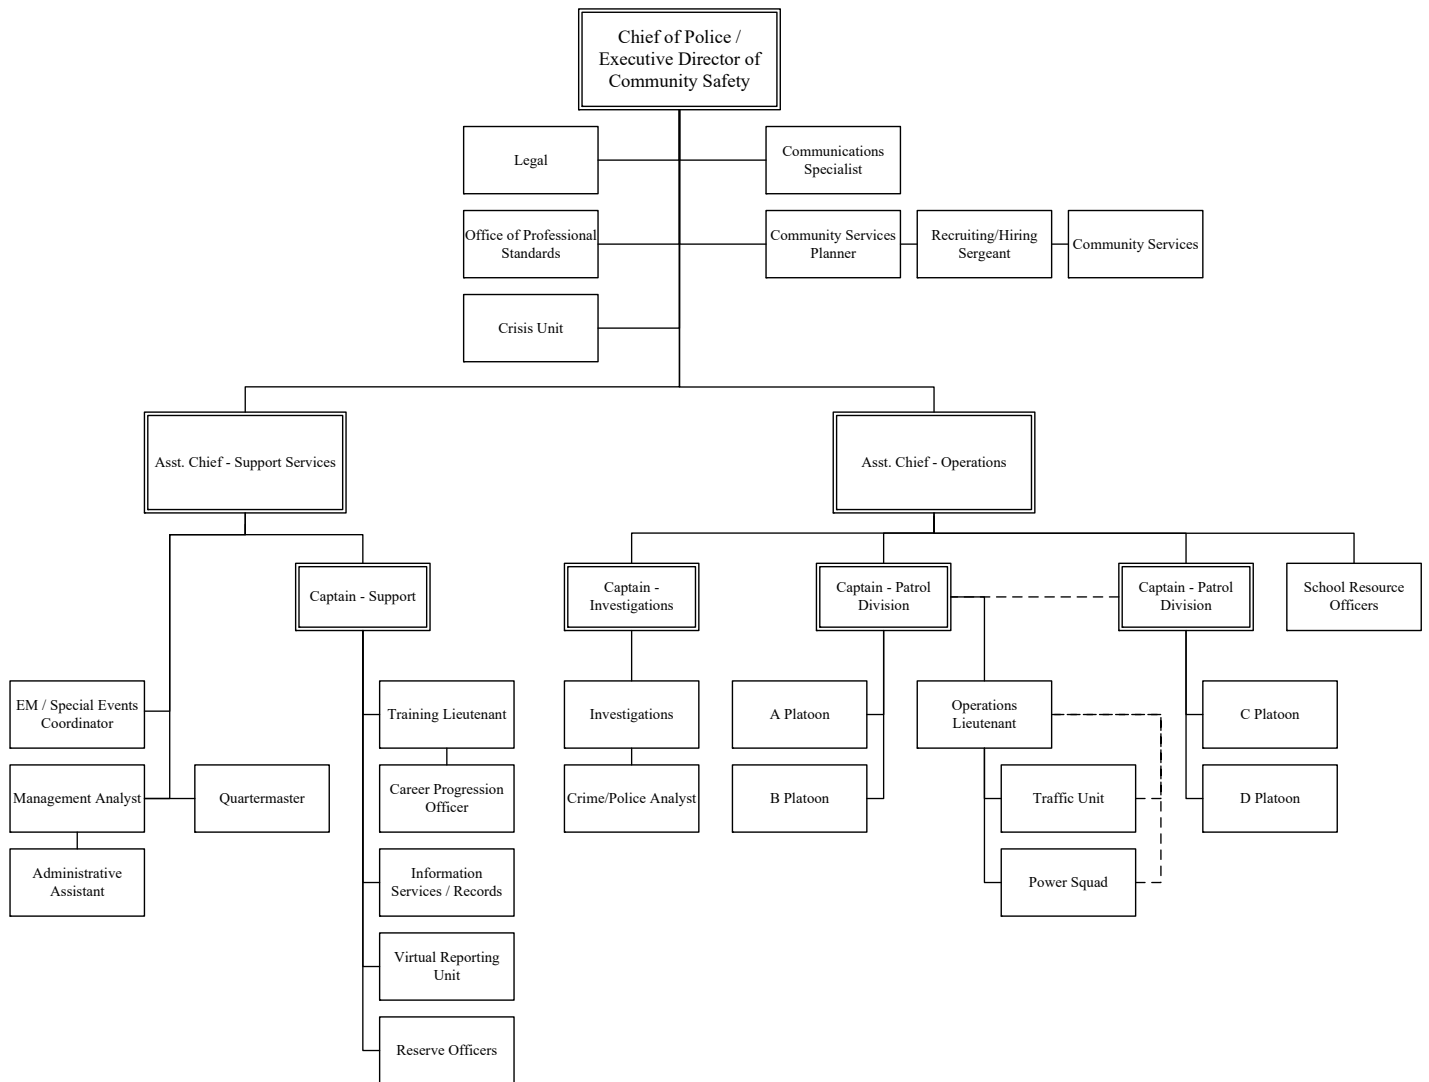 Chief of Police /
Executive Director of
Community Safety
Legal
Communications
Specialist
Office of Professional
Standards
Community Services
Planner
Recruiting/Hiring
Sergeant
Community Services
Crisis Unit
Asst. Chief - Support Services
Asst. Chief - Operations
Captain - Support
Captain -
Investigations
Captain - Patrol
Division
Captain - Patrol
Division
School Resource
Officers
EM / Special Events
Coordinator
Training Lieutenant
Investigations
A Platoon
Operations
Lieutenant
C Platoon
Management Analyst
Quartermaster
Career Progression
Officer
Crime/Police Analyst
B Platoon
Traffic Unit
D Platoon
Administrative
Assistant
Information
Services / Records
Power Squad
Virtual Reporting
Unit
Reserve Officers